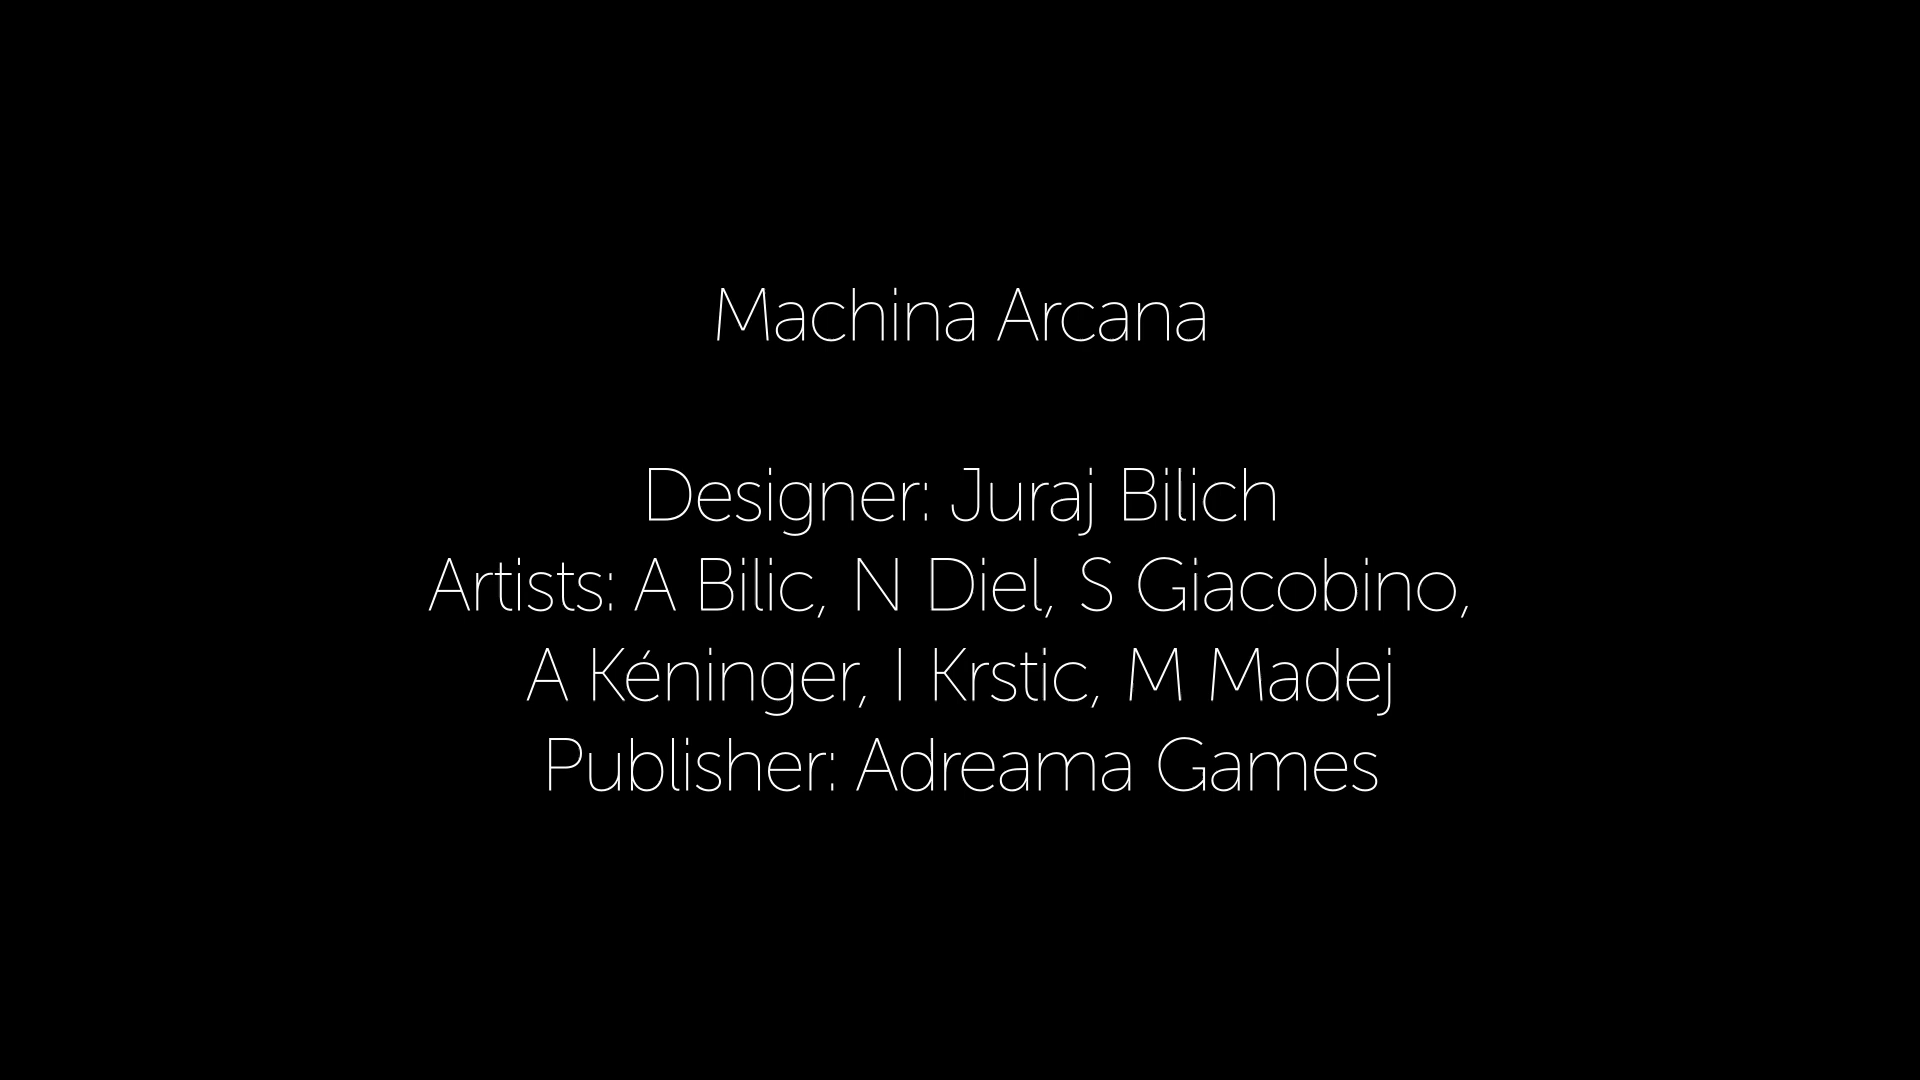 Machina Arcana
Designer: Juraj Bilich
Artists: A Bilic, N Diel, S Giacobino,
A Kéninger, I Krstic, M Madej
Publisher: Adreama Games